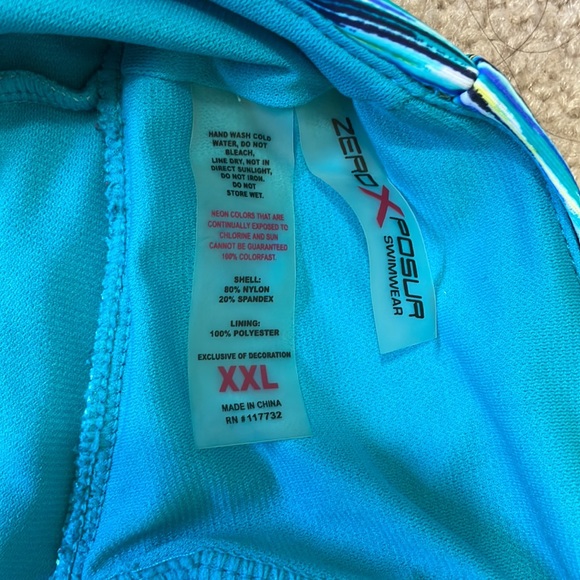 HAND WASH COLD
WATER, DO NOT
BLEACH,
LINE DRY, NOT IN
DIRECT SUNLIGHT,
DO NOT IRON.
DO NOT
STORE WET.
NEON COLORS THAT ARE
CONTINUALLY EXPOSED TO
CHLORINE AND SUN
CANNOT BE GUARANTEED
100% COLORFAST.
SHELL:
80% NYLON
20% SPANDEX
LINING:
100% POLYESTER
EXCLUSIVE OF DECORATION
XXL
MADE IN CHINA
RN #117732
ZEROXPOSUR
SWIMWEAR